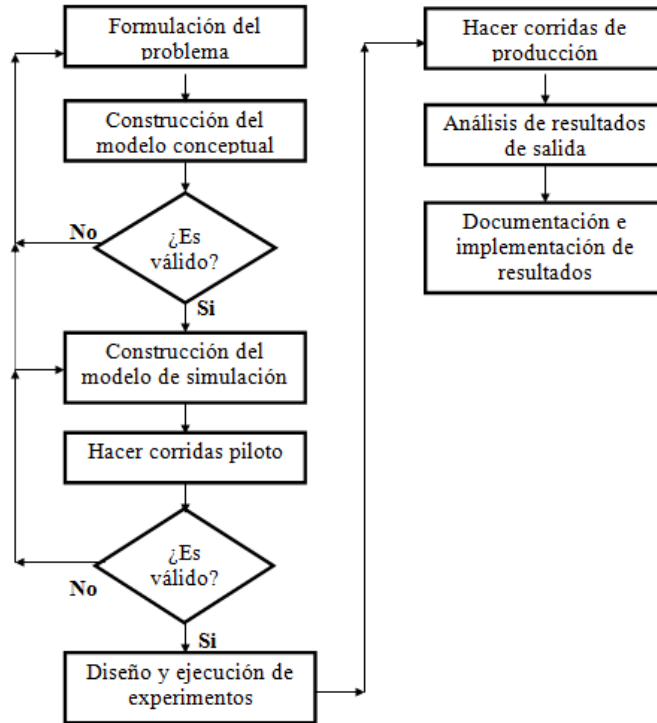 Formulación del
problema
Construcción del
modelo conceptual
¿Es
válido?
No
Si
Construcción del
modelo de simulación
Hacer corridas piloto
¿Es
válido?
No
Si
Diseño y ejecución de
experimentos
Hacer corridas de
producción
Análisis de resultados
de salida
Documentación e
implementación de
resultados